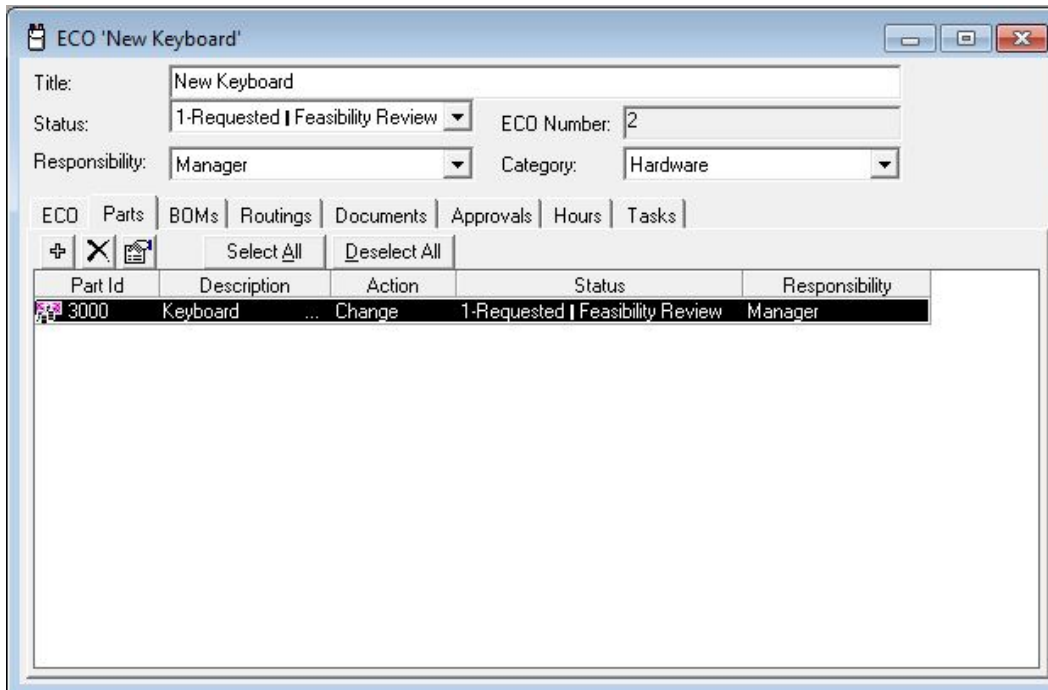 ECO 'New Keyboard'
Title: New Keyboard
Status: 1-Requested | Feasibility Review ECO Number: 2
Responsibility: Manager Category: Hardware
ECO Parts BOMs Routings Documents Approvals Hours Tasks
Select All Deselect All
Part Id Description Action Status Responsibility
3000 Keyboard ... Change 1-Requested | Feasibility Review Manager